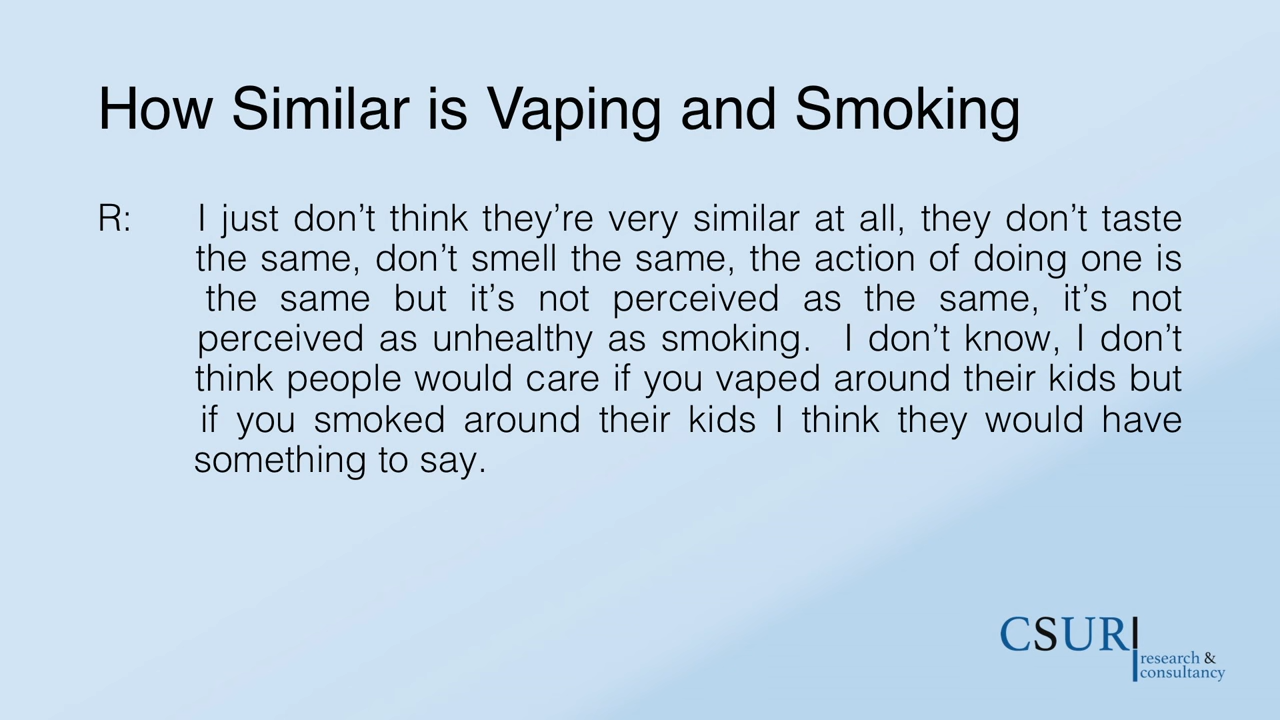 How Similar is Vaping and Smoking
R: I just don’t think they’re very similar at all, they don’t taste
the same, don’t smell the same, the action of doing one is
the same but it’s not perceived as the same, it’s not
perceived as unhealthy as smoking. I don’t know, I don’t
think people would care if you vaped around their kids but
if you smoked around their kids I think they would have
something to say.
CSUR
research &
consultancy